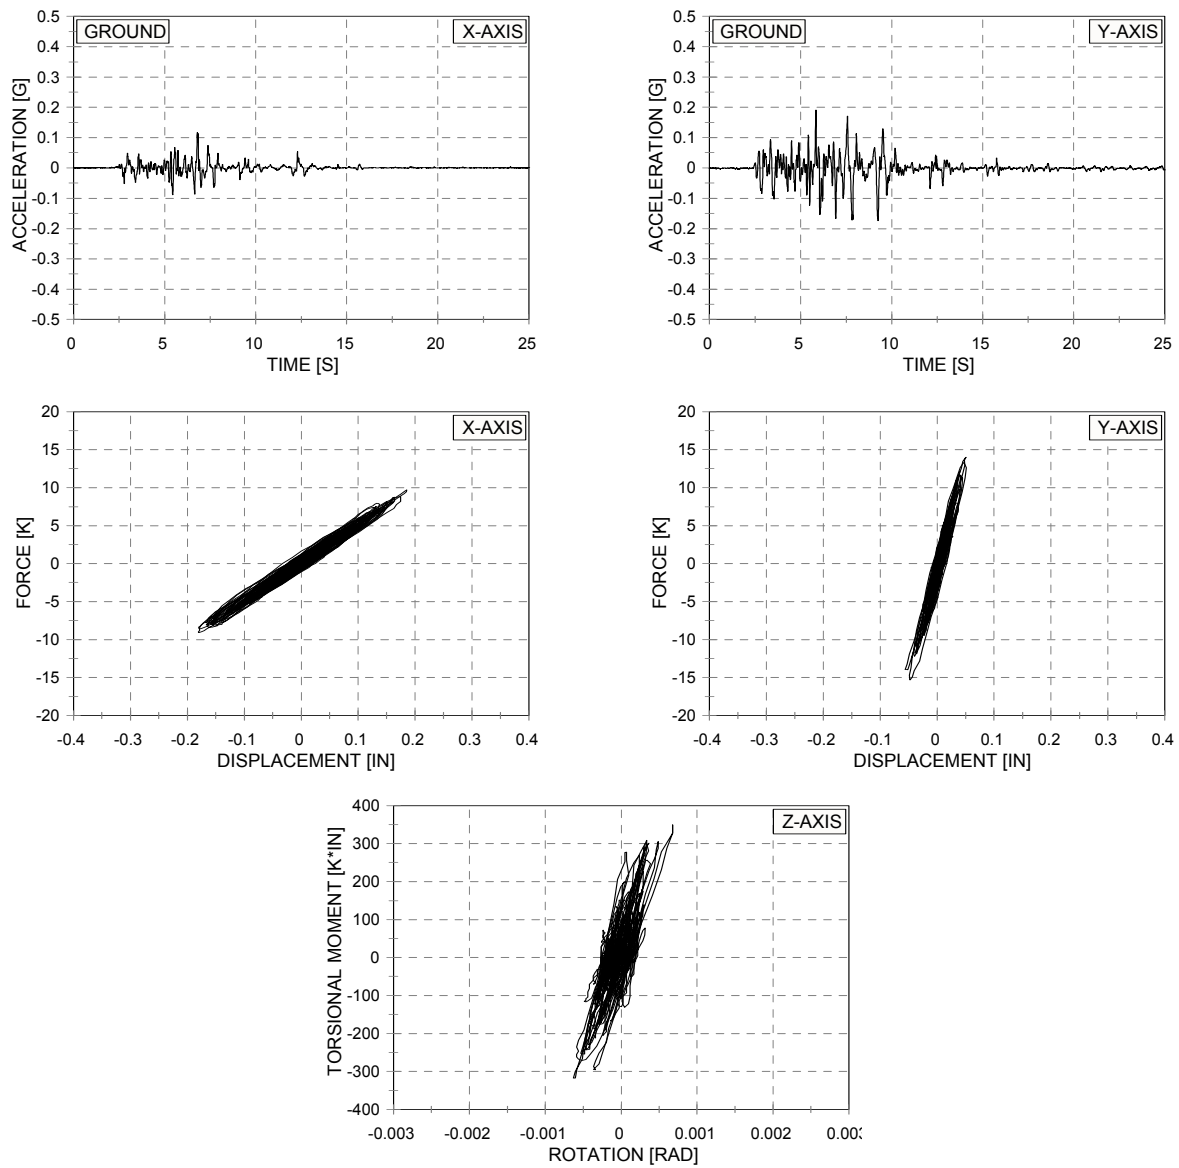 GROUND X-AXIS
0.5
0.4
0.3
0.2
0.1
0
-0.1
-0.2
-0.3
-0.4
-0.5
ACCELERATION [G]
0 5 10 15 20 25
TIME [S]
GROUND Y-AXIS
0.5
0.4
0.3
0.2
0.1
0
-0.1
-0.2
-0.3
-0.4
-0.5
ACCELERATION [G]
0 5 10 15 20 25
TIME [S]
X-AXIS
20
15
10
5
0
-5
-10
-15
-20
FORCE [K]
-0.4 -0.3 -0.2 -0.1 0 0.1 0.2 0.3 0.4
DISPLACEMENT [IN]
Y-AXIS
20
15
10
5
0
-5
-10
-15
-20
FORCE [K]
-0.4 -0.3 -0.2 -0.1 0 0.1 0.2 0.3 0.4
DISPLACEMENT [IN]
Z-AXIS
400
300
200
100
0
-100
-200
-300
-400
TORSIONAL MOMENT [K*IN]
-0.003 -0.002 -0.001 0 0.001 0.002
ROTATION [RAD]